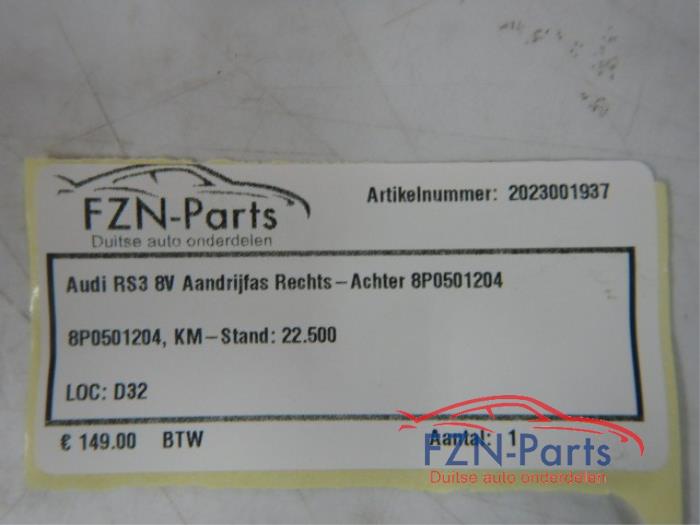 FZN-Parts
Duitse auto onderdelen
Artikelnummer: 2023001937
Audi RS3 8V Aandrijfas Rechts-Achter 8P0501204
8P0501204, KM-Stand: 22.500
LOC: D32
€ 149.00 BTW Aantal: 1
FZN-Parts
Duitse auto onderdelen